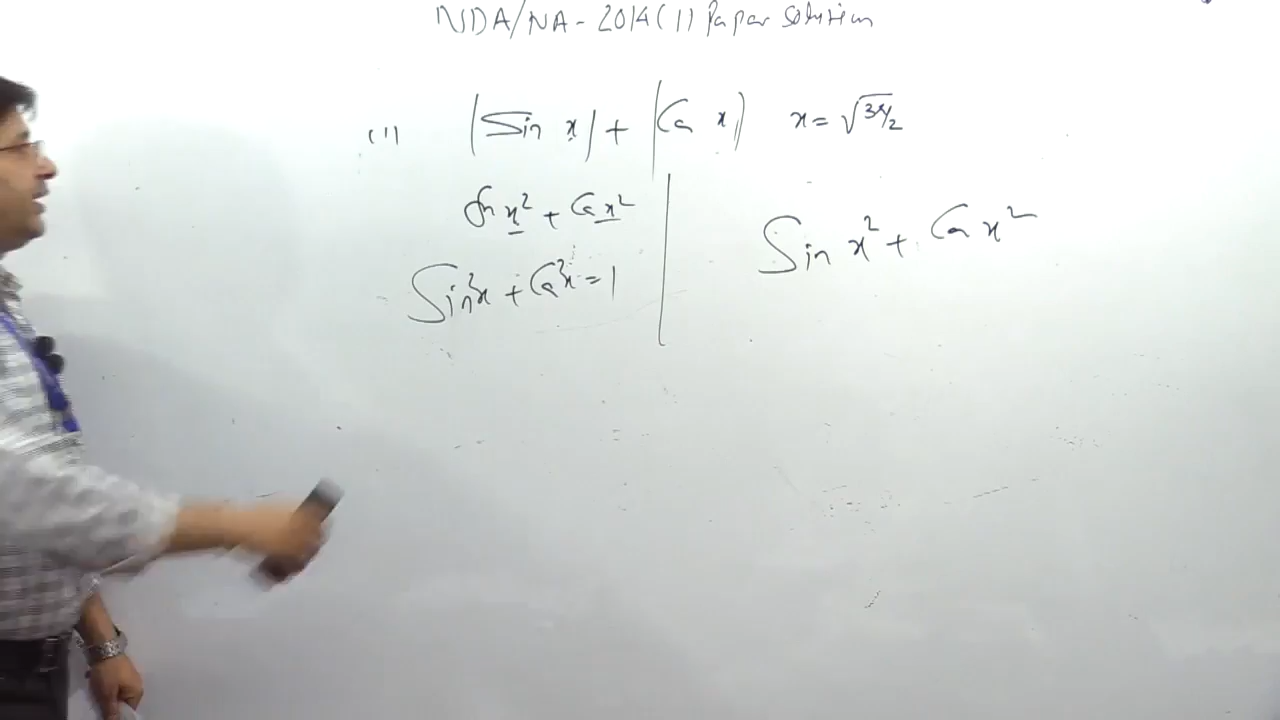 NDA/NA - 2014 (1) Paper Solution
(1) |Sin x| + |Cos x| x = √3π/2
Sin x² + Cos x²
Sin²x + Cos²x = 1
Sin x² + Cos x²